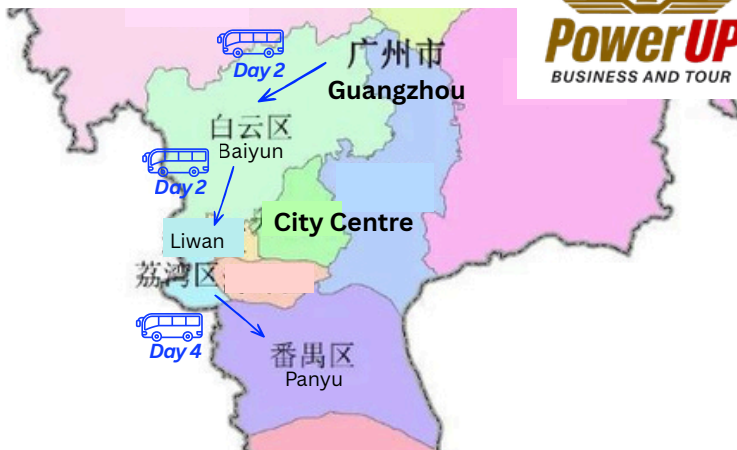 PowerUP
BUSINESS AND TOUR
广州市
Guangzhou
Day 2
白云区
Baiyun
Day 2
City Centre
Liwan
荔湾区
Day 4
番禺区
Panyu